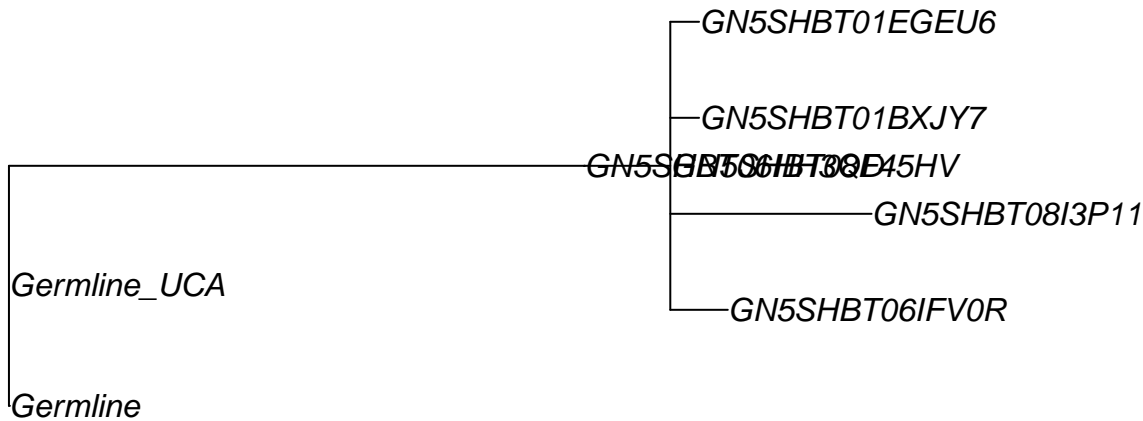 GN5SHBT01EGEU6
GN5SHBT01BXJY7
GN5SHBT08I3P11
Germline_UCA
GN5SHBT06IFV0R
Germline